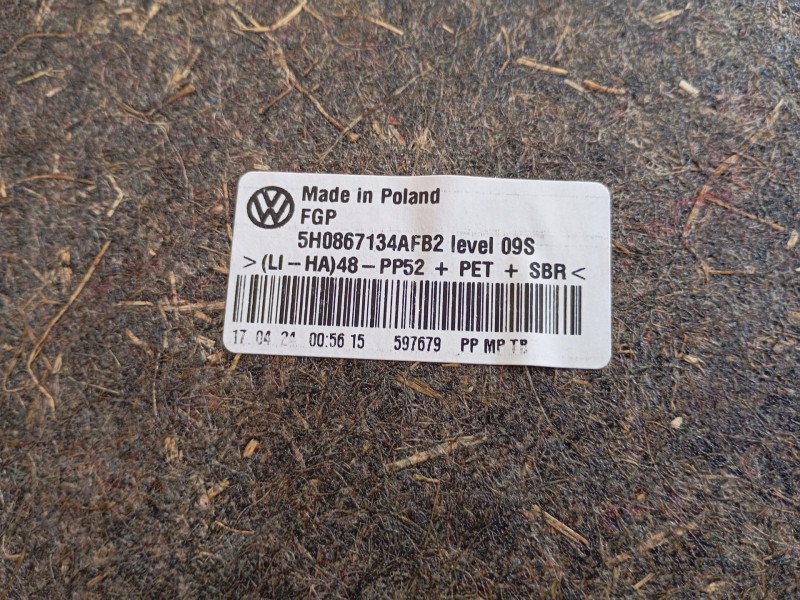 Made in Poland
FGP
5H0867134AFB2 level 09S
>(LI-HA)48-PP52 + PET + SBR<
17 04 24 00:56 15 597679 PP MP TB